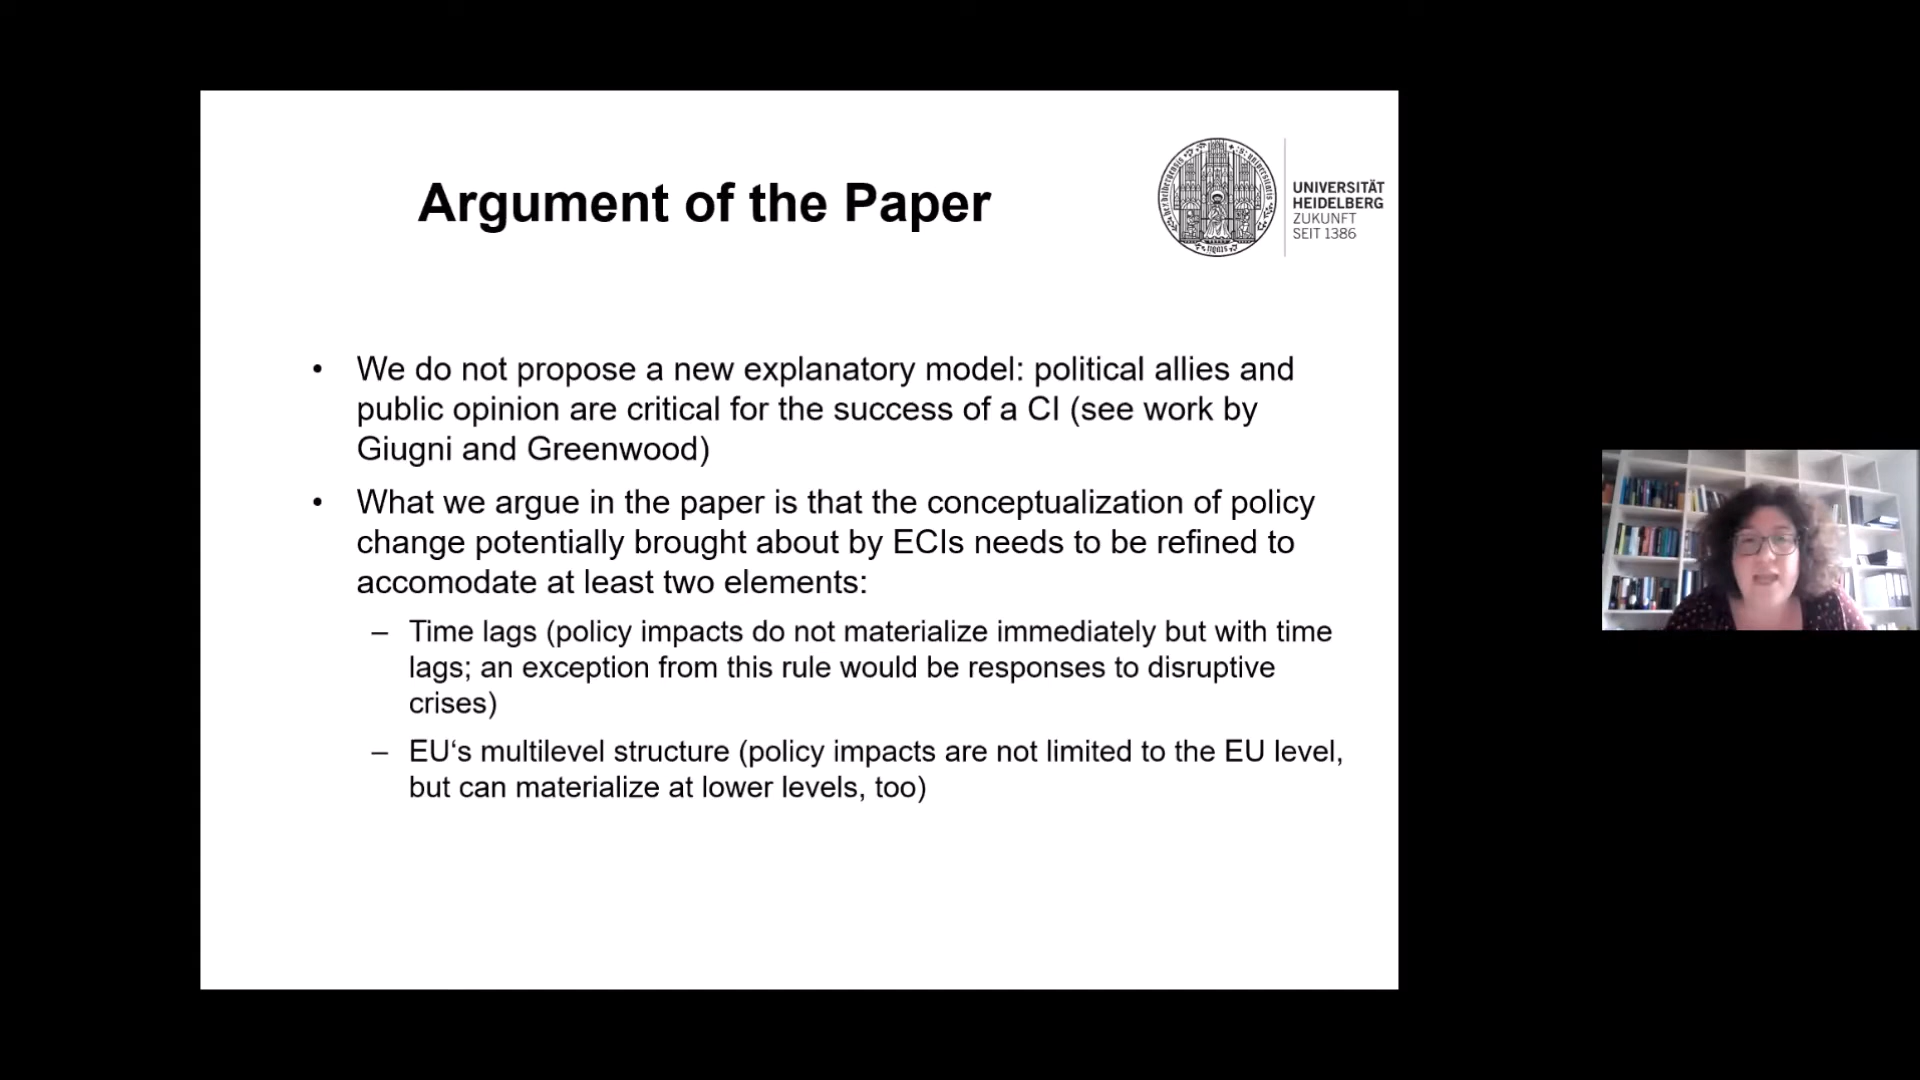 Argument of the Paper
UNIVERSITÄT
HEIDELBERG
ZUKUNFT
SEIT 1386
• We do not propose a new explanatory model: political allies and
public opinion are critical for the success of a CI (see work by
Giugni and Greenwood)
• What we argue in the paper is that the conceptualization of policy
change potentially brought about by ECIs needs to be refined to
accomodate at least two elements:
– Time lags (policy impacts do not materialize immediately but with time
lags; an exception from this rule would be responses to disruptive
crises)
– EU‘s multilevel structure (policy impacts are not limited to the EU level,
but can materialize at lower levels, too)